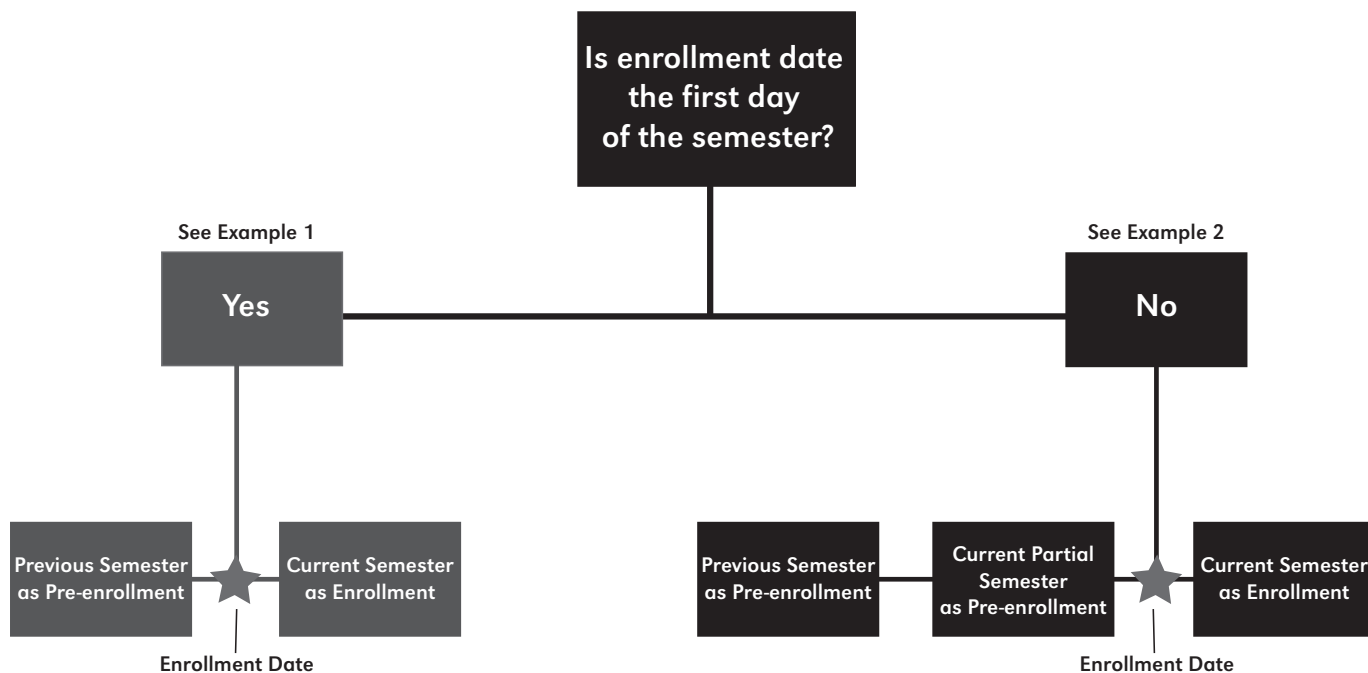 Is enrollment date
the first day
of the semester?
See Example 1
Yes
See Example 2
No
Previous Semester
as Pre-enrollment
Current Semester
as Enrollment
Enrollment Date
Previous Semester
as Pre-enrollment
Current Partial
Semester
as Pre-enrollment
Current Semester
as Enrollment
Enrollment Date